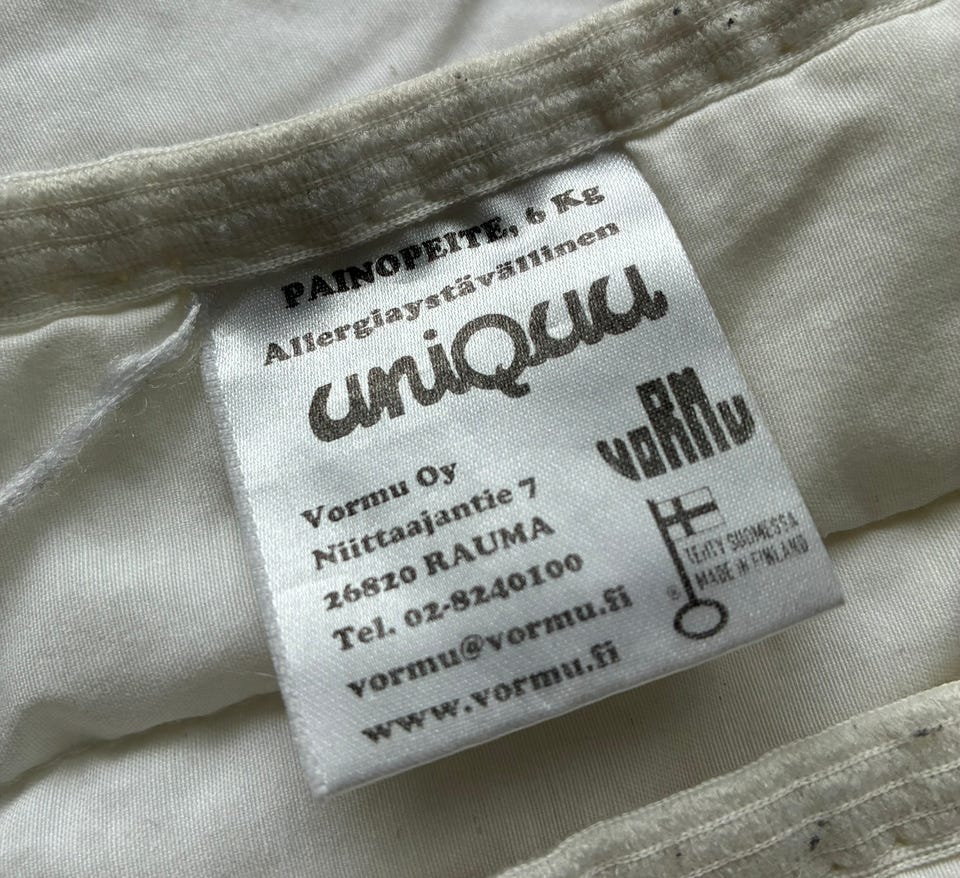 PAINOPEITE, 6 Kg
Allergiaystävällinen
uniQuu
VORMU
Vormu Oy
Niittaajantie 7
26820 RAUMA
Tel. 02-8240100
vormu@vormu.fi
www.vormu.fi
TEHTY SUOMESSA
MADE IN FINLAND
®